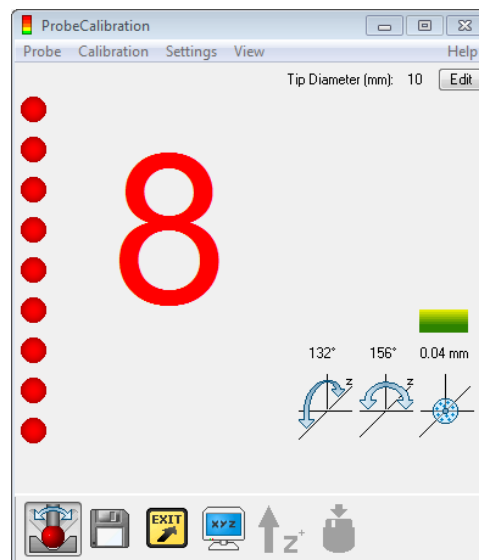 ProbeCalibration
Probe Calibration Settings View Help
Tip Diameter (mm): 10 Edit
8
132° 156° 0.04 mm
z z
EXIT XYZ z+